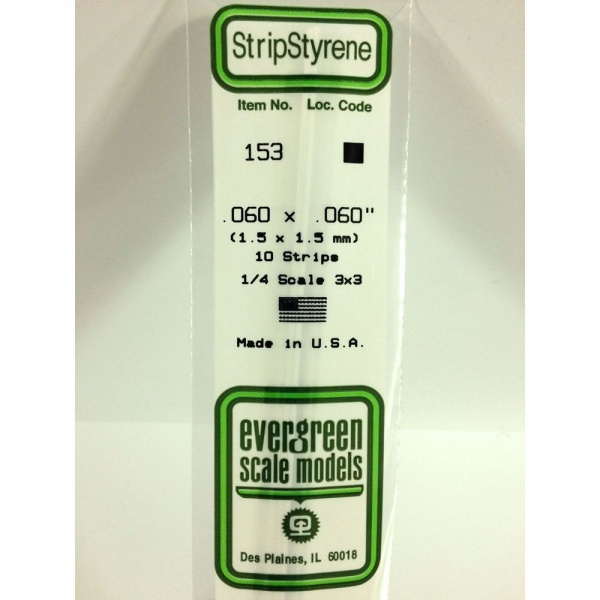 StripStyrene
Item No. Loc. Code
153
.060 x .060"
(1.5 x 1.5 mm)
10 Strips
1/4 Scale 3x3
Made in U.S.A.
evergreen
scale models
Des Plaines, IL 60018